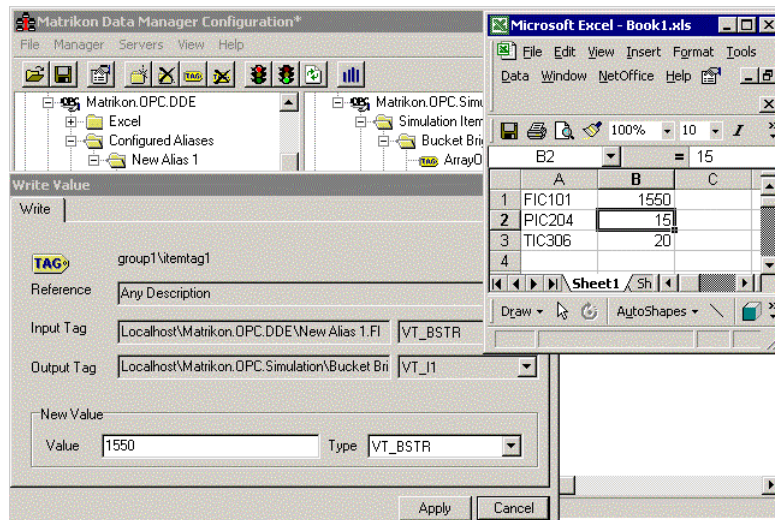 Matrikon Data Manager Configuration*
File Manager Servers View Help
TAG
Matrikon.OPC.DDE
Excel
Configured Aliases
New Alias 1
OPC Matrikon.OPC.Simu
Simulation Item
Bucket Bri
TAG ArrayO
Write Value
Write
TAG
group1\itemtag1
Reference Any Description
Input Tag Localhost\Matrikon.OPC.DDE\New Alias 1.FI VT_BSTR
Output Tag Localhost\Matrikon.OPC.Simulation\Bucket Bri VT_I1
New Value
Value 1550 Type VT_BSTR
Apply Cancel
Microsoft Excel - Book1.xls
File Edit View Insert Format Tools
Data Window NetOffice Help
100% 10 I
B2 = 15
A B C
1 FIC101 1550
2 PIC204 15
3 TIC306 20
4
Sheet1 Sh
Draw AutoShapes